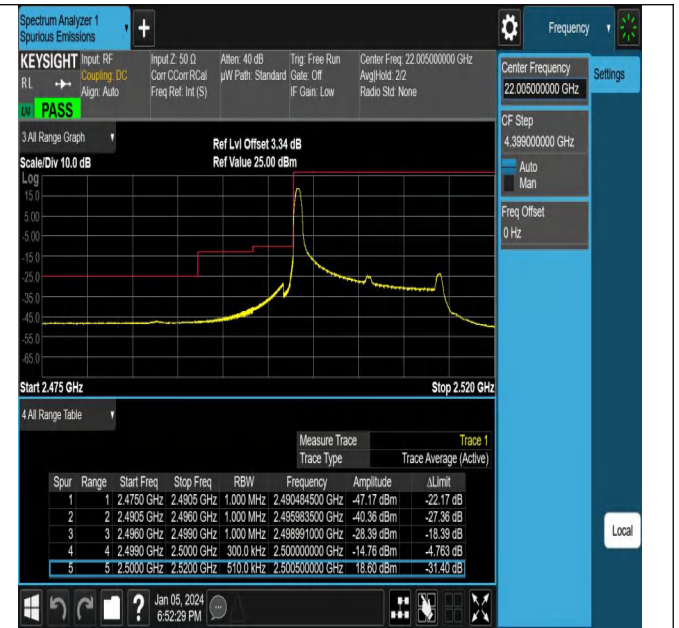 Spectrum Analyzer 1
Spurious Emissions
Frequency
KEYSIGHT
RL
Input: RF
Coupling: DC
Align: Auto
Input Z: 50 Ω
Corr CCorr RCal
Freq Ref: Int (S)
Atten: 40 dB
µW Path: Standard
Trig: Free Run
Gate: Off
IF Gain: Low
Center Freq: 22.005000000 GHz
Avg|Hold: 2/2
Radio Std: None
PASS
Center Frequency
22.005000000 GHz
Settings
CF Step
4.399000000 GHz
Auto
Man
Freq Offset
0 Hz
3 All Range Graph
Ref Lvl Offset 3.34 dB
Scale/Div 10.0 dB
Ref Value 25.00 dBm
Log
15.0
5.00
-5.00
-15.0
-25.0
-35.0
-45.0
-55.0
-65.0
Start 2.475 GHz
Stop 2.520 GHz
4 All Range Table
Measure Trace Trace 1
Trace Type Trace Average (Active)
Spur Range Start Freq Stop Freq RBW Frequency Amplitude ΔLimit
1 1 2.4750 GHz 2.4905 GHz 1.000 MHz 2.490484500 GHz -47.17 dBm -22.17 dB
2 2 2.4905 GHz 2.4960 GHz 1.000 MHz 2.495983500 GHz -40.36 dBm -27.36 dB
3 3 2.4960 GHz 2.4990 GHz 1.000 MHz 2.498991000 GHz -28.39 dBm -18.39 dB
4 4 2.4990 GHz 2.5000 GHz 300.0 kHz 2.500000000 GHz -14.76 dBm -4.763 dB
5 5 2.5000 GHz 2.5200 GHz 510.0 kHz 2.500500000 GHz 18.60 dBm -31.40 dB
Local
Jan 05, 2024
6:52:29 PM